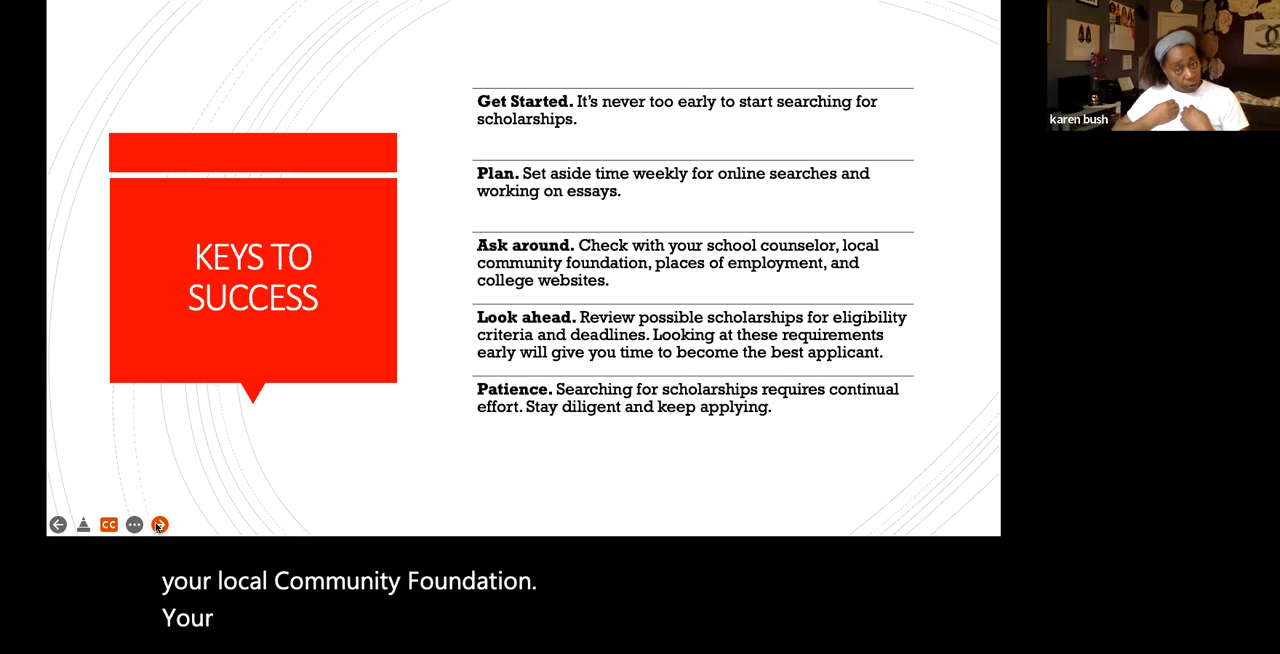 KEYS TO
SUCCESS
Get Started. It's never too early to start searching for
scholarships.
Plan. Set aside time weekly for online searches and
working on essays.
Ask around. Check with your school counselor, local
community foundation, places of employment, and
college websites.
Look ahead. Review possible scholarships for eligibility
criteria and deadlines. Looking at these requirements
early will give you time to become the best applicant.
Patience. Searching for scholarships requires continual
effort. Stay diligent and keep applying.
karen bush
CC
your local Community Foundation.
Your